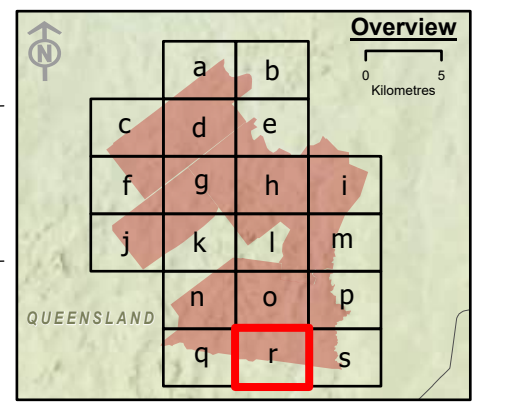 Overview
N
0 5
Kilometres
a b
c d e
f g h i
j k l m
n o p
QUEENSLAND
q r s